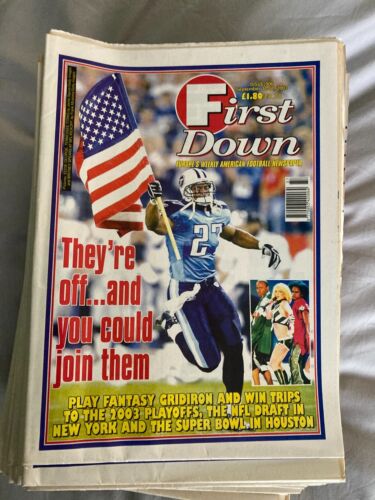 £1.80
First
Down
EUROPE'S WEEKLY AMERICAN FOOTBALL NEWSPAPER
27
They're
off...and
you could
join them
PLAY FANTASY GRIDIRON AND WIN TRIPS
TO THE 2003 PLAYOFFS, THE NFL DRAFT IN
NEW YORK AND THE SUPER BOWL IN HOUSTON